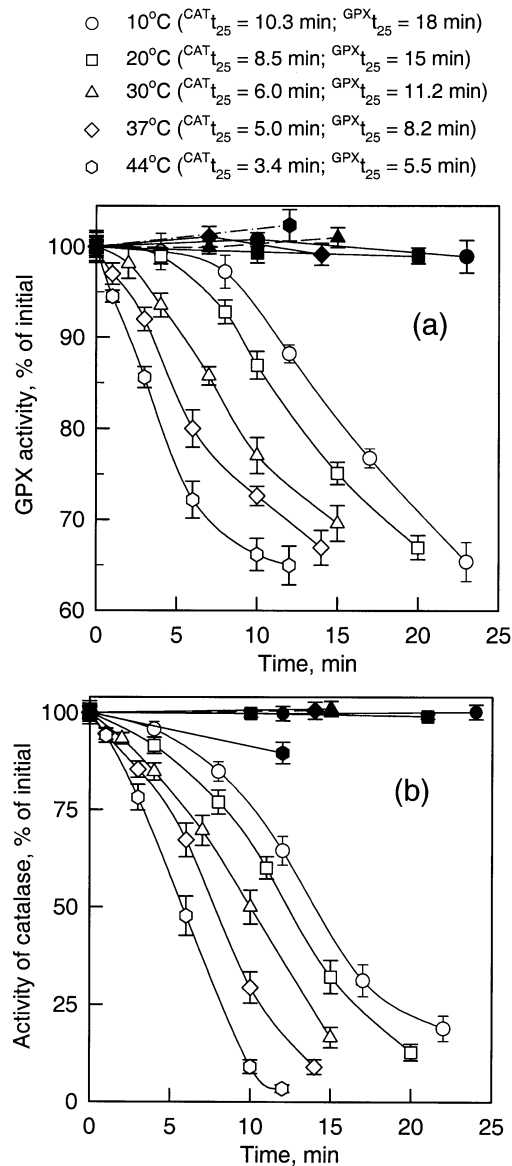 10°C (CATt25 = 10.3 min; GPXt25 = 18 min)
20°C (CATt25 = 8.5 min; GPXt25 = 15 min)
30°C (CATt25 = 6.0 min; GPXt25 = 11.2 min)
37°C (CATt25 = 5.0 min; GPXt25 = 8.2 min)
44°C (CATt25 = 3.4 min; GPXt25 = 5.5 min)
GPX activity, % of initial
100
90
80
70
60
(a)
0 5 10 15 20 25
Time, min
Activity of catalase, % of initial
100
75
50
25
0
(b)
0 5 10 15 20 25
Time, min